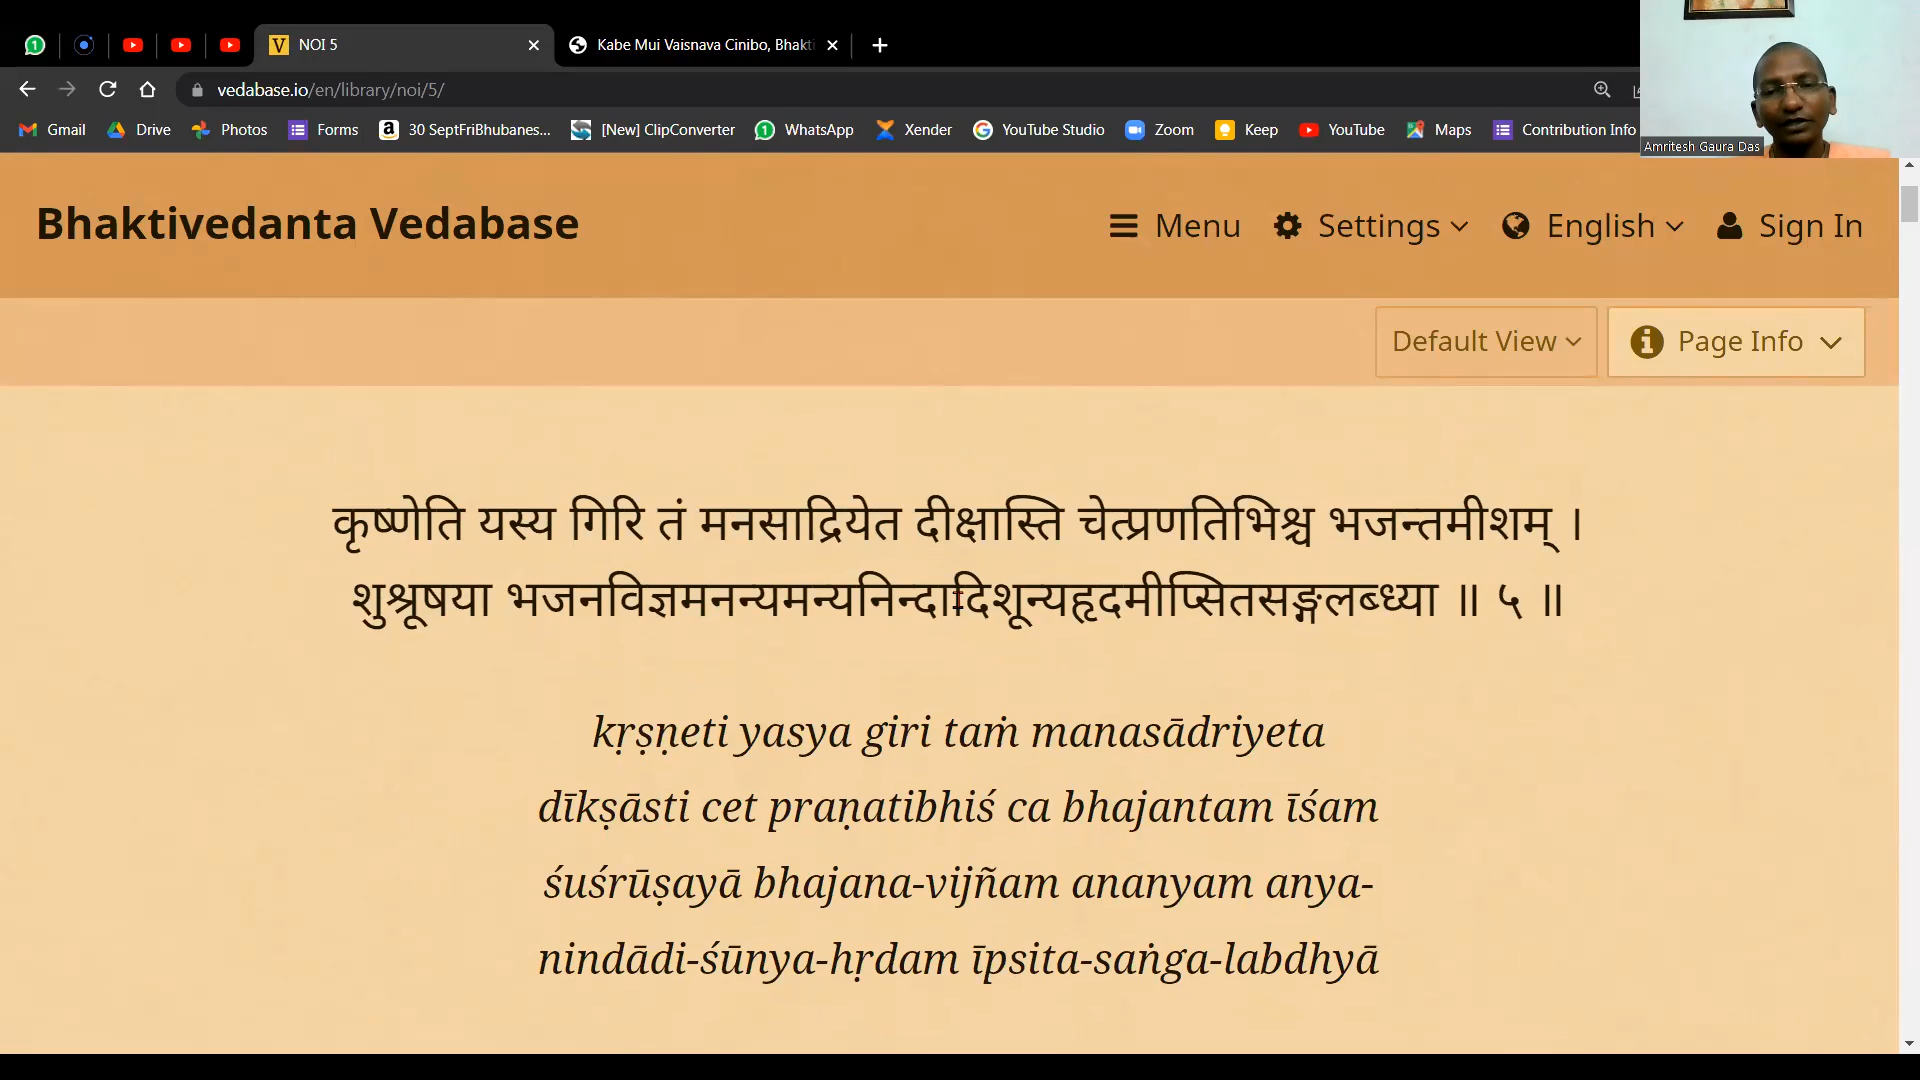 NOI 5
Kabe Mui Vaisnava Cinibo, Bhakti
vedabase.io/en/library/noi/5/
Gmail Drive Photos Forms 30 SeptFriBhubanes... [New] ClipConverter WhatsApp Xender YouTube Studio Zoom Keep YouTube Maps Contribution Info
Amritesh Gaura Das
Bhaktivedanta Vedabase
Menu Settings English Sign In
Default View Page Info
कृष्णेति यस्य गिरि तं मनसाद्रियेत दीक्षास्ति चेत्प्रणतिभिश्च भजन्तमीशम् ।
शुश्रूषया भजनविज्ञमनन्यमन्यनिन्दादिशून्यहृदमीप्सितसङ्गलब्ध्या ॥ ५ ॥
kṛṣṇeti yasya giri taṁ manasādriyeta
dīkṣāsti cet praṇatibhiś ca bhajantam īśam
śuśrūṣayā bhajana-vijñam ananyam anya-
nindādi-śūnya-hṛdam īpsita-saṅga-labdhyā